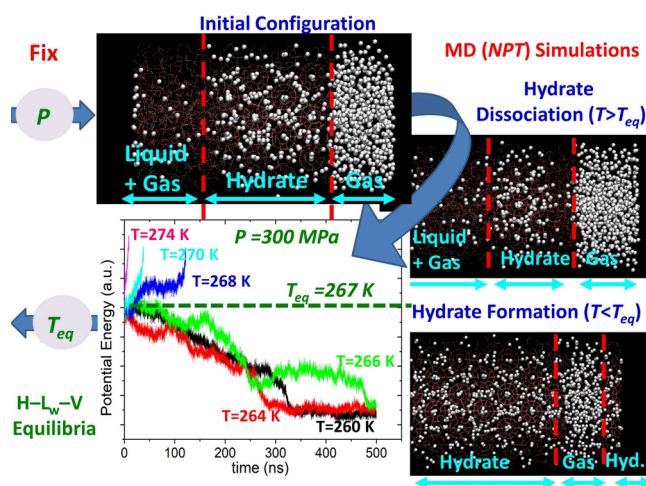 Initial Configuration
Fix
MD (NPT) Simulations
P
Liquid
+ Gas
Hydrate
Gas
Hydrate
Dissociation (T>Teq)
Liquid
+ Gas
Hydrate
Gas
P =300 MPa
T=274 K
T=270 K
T=268 K
Teq =267 K
T=266 K
T=264 K
T=260 K
Potential Energy (a.u.)
0 100 200 300 400 500
time (ns)
Teq
H–Lw–V
Equilibria
Hydrate Formation (T<Teq)
Hydrate
Gas
Hyd.